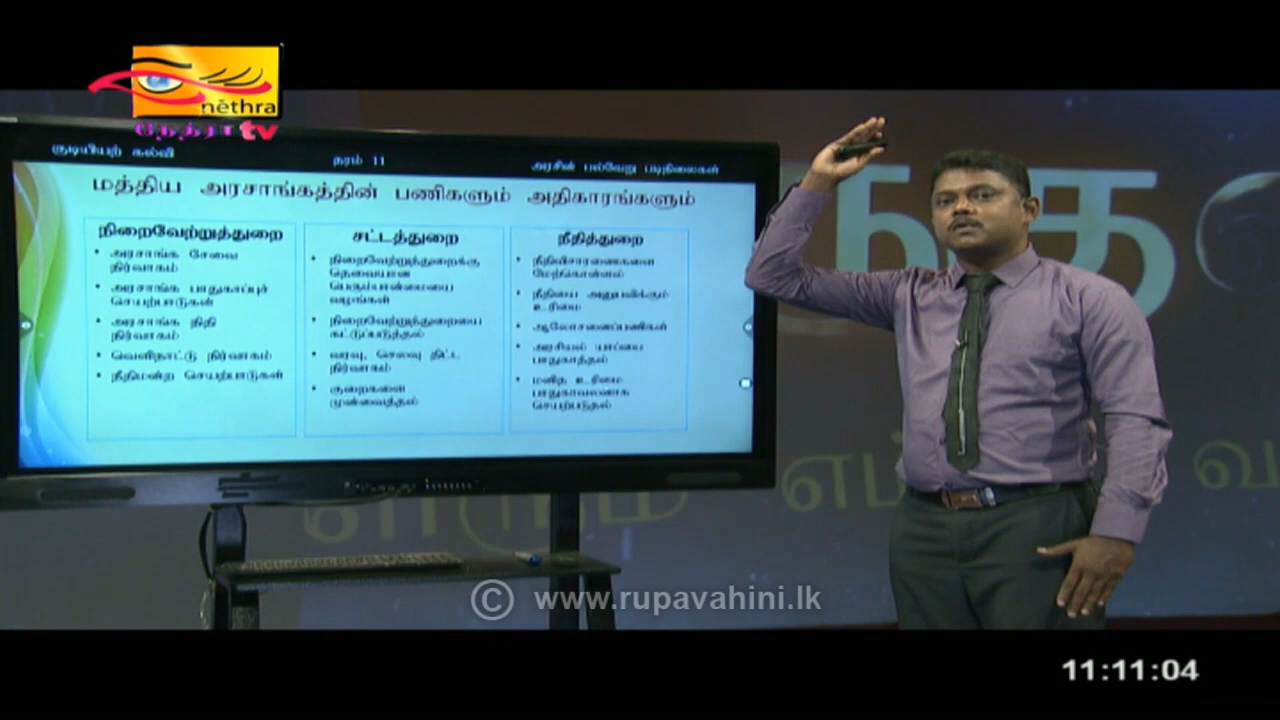 nēthra
நேத்ரா tv
குடியியற் கல்வி
தரம் 11
அரசின் பல்வேறு படிநிலைகள்
மத்திய அரசாங்கத்தின் பணிகளும் அதிகாரங்களும்
நிறைவேற்றுத்துறை
• அரசாங்க சேவை
நிர்வாகம்
• அரசாங்க பாதுகாப்புச்
செயற்பாடுகள்
• அரசாங்க நிதி
நிர்வாகம்
• வெளிநாட்டு நிர்வாகம்
• நீதிமன்ற செயற்பாடுகள்
சட்டத்துறை
• நிறைவேற்றுத்துறைக்கு
தேவையான
பெரும்பான்மையை
வழங்கள்
• நிறைவேற்றுத்துறையை
கட்டுப்படுத்தல்
• வரவு, செலவு திட்ட
நிர்வாகம்
• குறைகளை
முன்வைத்தல்
நீதித்துறை
• நீதிவிசாரணைகளை
மேற்கொள்ளல்
• நீதியை அனுபவிக்கும்
உரிமை
• ஆலோசனைப்பணிகள்
• அரசியல் யாப்பை
பாதுகாத்தல்
• மனித உரிமை
பாதுகாவலனாக
செயற்படுதல்
© www.rupavahini.lk
11:11:04